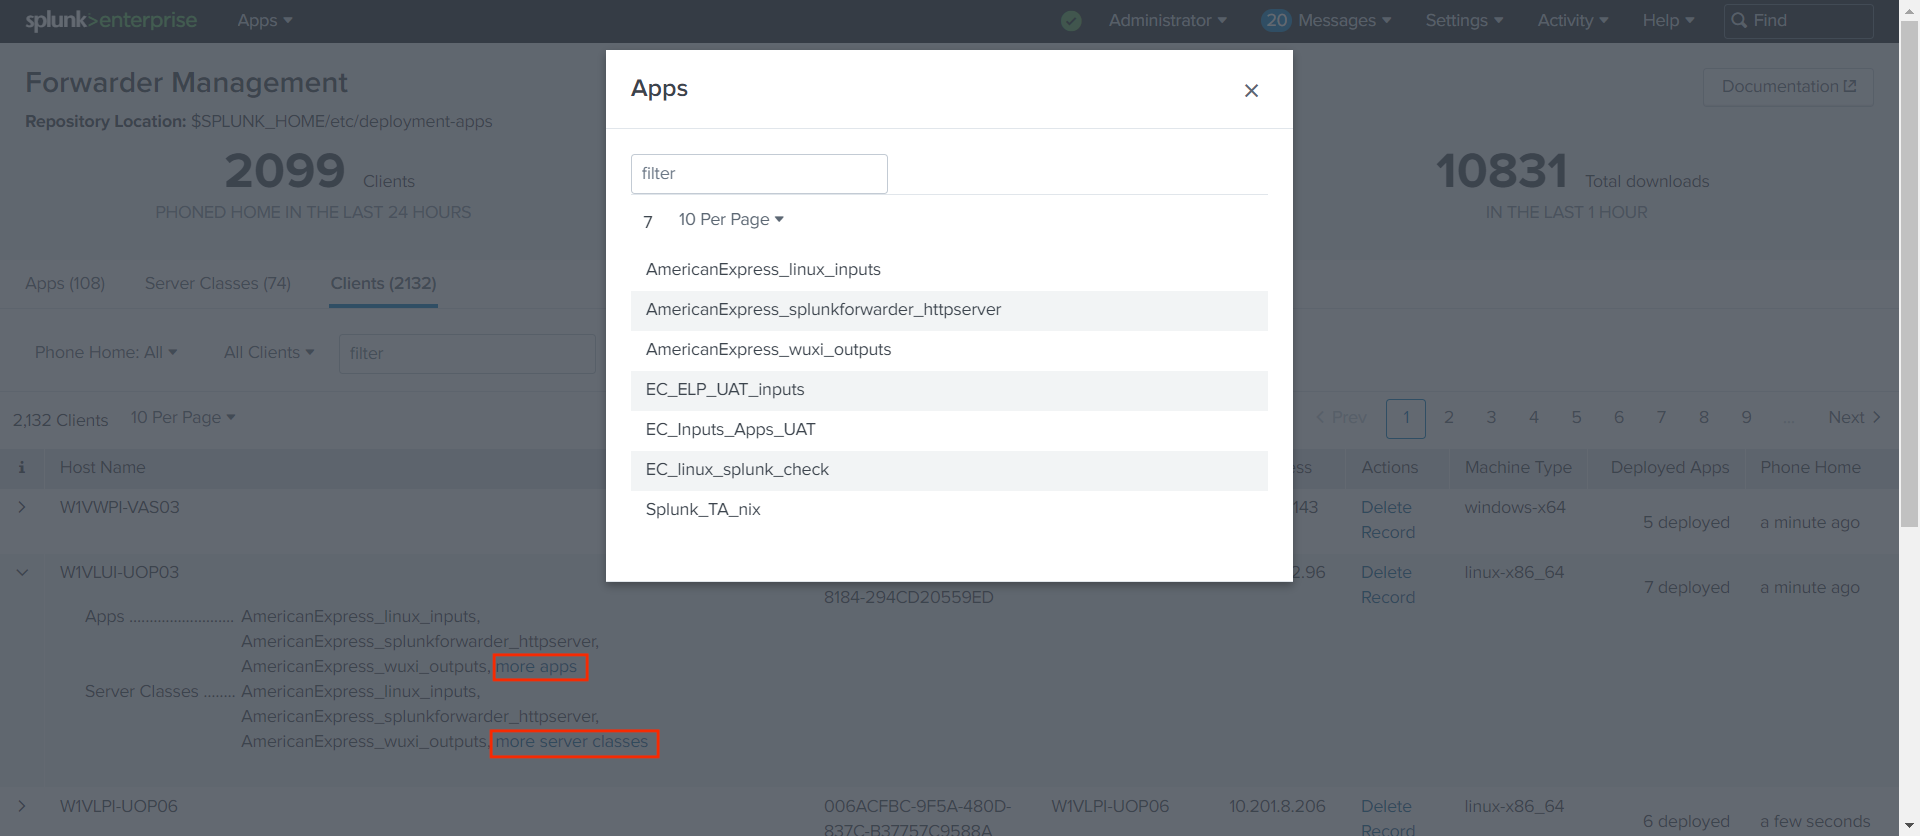 splunk>enterprise Apps Administrator 20 Messages Settings Activity Help Find
Forwarder Management
Documentation
Repository Location: $SPLUNK_HOME/etc/deployment-apps
2099 Clients
PHONED HOME IN THE LAST 24 HOURS
10831 Total downloads
IN THE LAST 1 HOUR
Apps (108) Server Classes (74) Clients (2132)
Phone Home: All All Clients filter
2,132 Clients 10 Per Page
< Prev 1 2 3 4 5 6 7 8 9 ... Next >
i Host Name ess Actions Machine Type Deployed Apps Phone Home
W1VWPI-VAS03 143 Delete Record windows-x64 5 deployed a minute ago
W1VLUI-UOP03 8184-294CD20559ED 2.96 Delete Record linux-x86_64 7 deployed a minute ago
Apps .......................... AmericanExpress_linux_inputs,
AmericanExpress_splunkforwarder_httpserver,
AmericanExpress_wuxi_outputs, more apps
Server Classes ........ AmericanExpress_linux_inputs,
AmericanExpress_splunkforwarder_httpserver,
AmericanExpress_wuxi_outputs, more server classes
W1VLPI-UOP06 006ACFBC-9F5A-480D- W1VLPI-UOP06 10.201.8.206 Delete linux-x86_64
837C-B37757C9588A Record 6 deployed a few seconds
Apps
filter
7 10 Per Page
AmericanExpress_linux_inputs
AmericanExpress_splunkforwarder_httpserver
AmericanExpress_wuxi_outputs
EC_ELP_UAT_inputs
EC_Inputs_Apps_UAT
EC_linux_splunk_check
Splunk_TA_nix